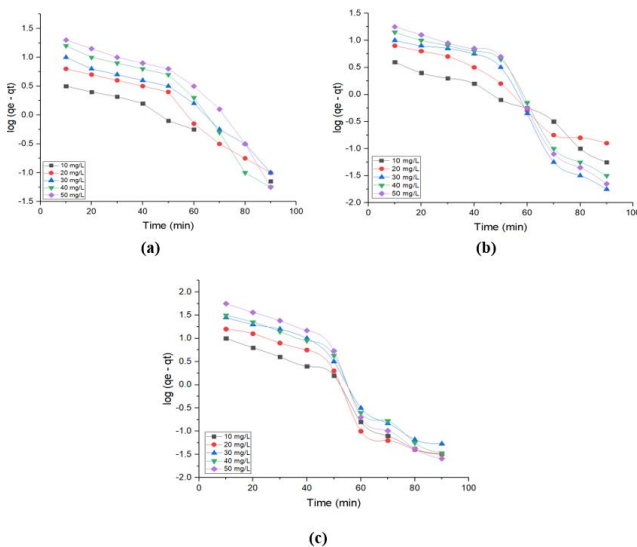 1.5
1.0
0.5
0.0
-0.5
-1.0
-1.5
log (qe - qt)
10 mg/L
20 mg/L
30 mg/L
40 mg/L
50 mg/L
0 20 40 60 80 100
Time (min)
(a)
2.0
1.5
1.0
0.5
0.0
-0.5
-1.0
-1.5
-2.0
log (qe - qt)
10 mg/L
20 mg/L
30 mg/L
40 mg/L
50 mg/L
0 20 40 60 80 100
Time (min)
(b)
2.0
1.5
1.0
0.5
0.0
-0.5
-1.0
-1.5
-2.0
log (qe - qt)
10 mg/L
20 mg/L
30 mg/L
40 mg/L
50 mg/L
0 20 40 60 80 100
Time (min)
(c)